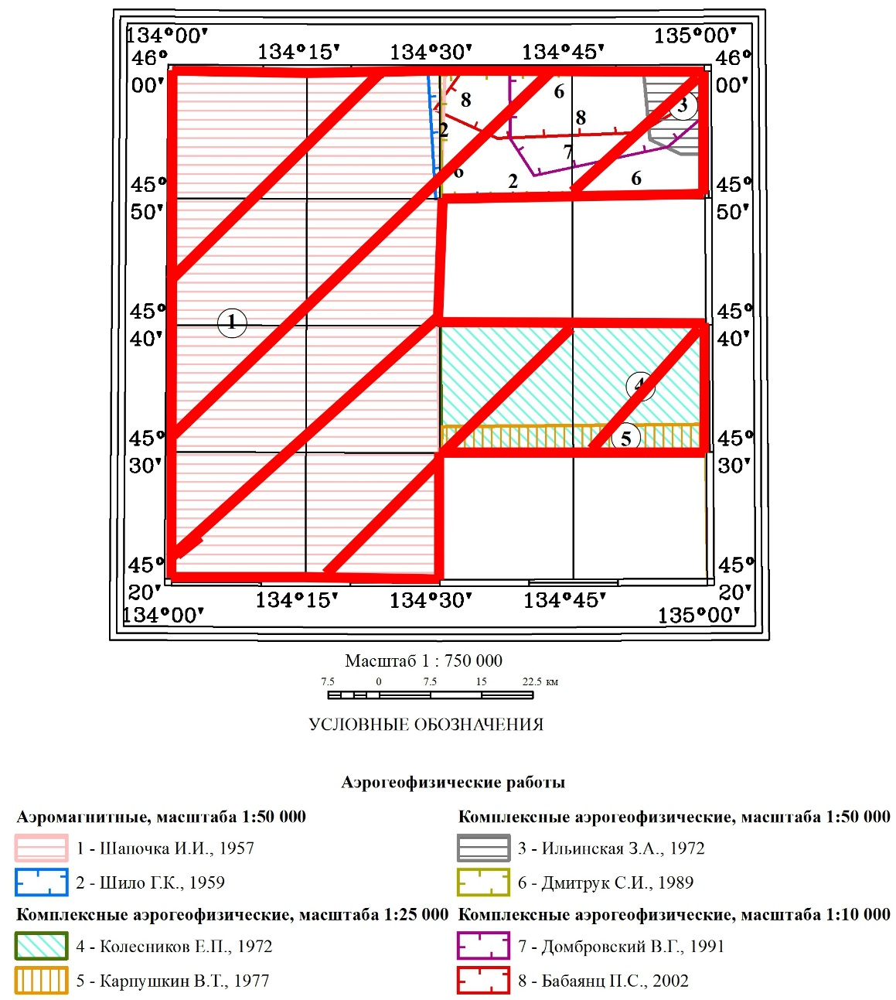 134°00' 135°00'
134°15' 134°30' 134°45'
46° 46°
00' 00'
8 6 3
8
2
7
6 2 6
45° 45°
50' 50'
45° 45°
1
40' 40'
4
45° 5 45°
30' 30'
45° 45°
20' 20'
134°15' 134°30' 134°45'
134°00' 135°00'
Масштаб 1 : 750 000
7.5 0 7.5 15 22.5 км
УСЛОВНЫЕ ОБОЗНАЧЕНИЯ
Аэрогеофизические работы
Аэромагнитные, масштаба 1:50 000
1 - Шапочка И.И., 1957
2 - Шило Г.К., 1959
Комплексные аэрогеофизические, масштаба 1:25 000
4 - Колесников Е.П., 1972
5 - Карпушкин В.Т., 1977
Комплексные аэрогеофизические, масштаба 1:50 000
3 - Ильинская З.А., 1972
6 - Дмитрук С.И., 1989
Комплексные аэрогеофизические, масштаба 1:10 000
7 - Домбровский В.Г., 1991
8 - Бабаянц П.С., 2002